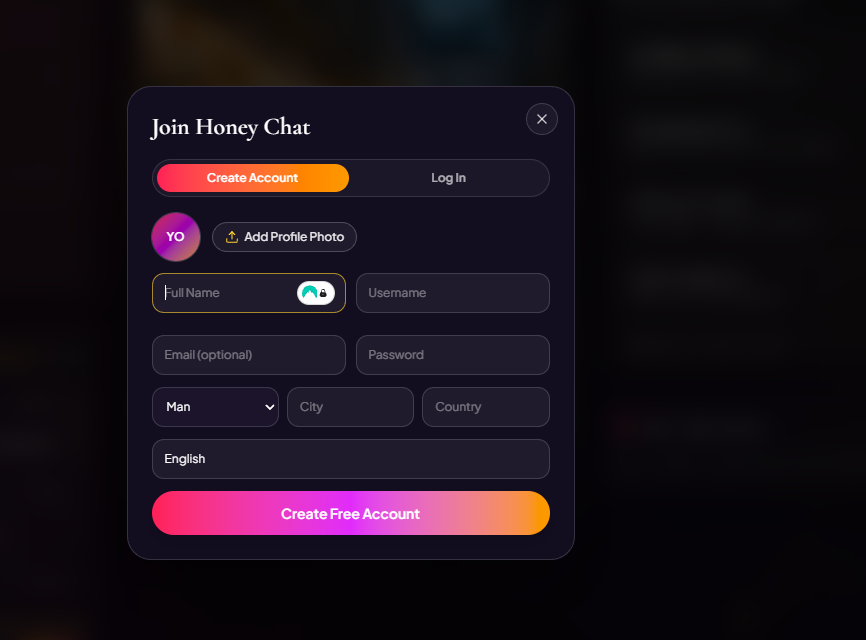 Join Honey Chat
Create Account
Log In
YO
Add Profile Photo
Full Name
Username
Email (optional)
Password
Man
City
Country
English
Create Free Account